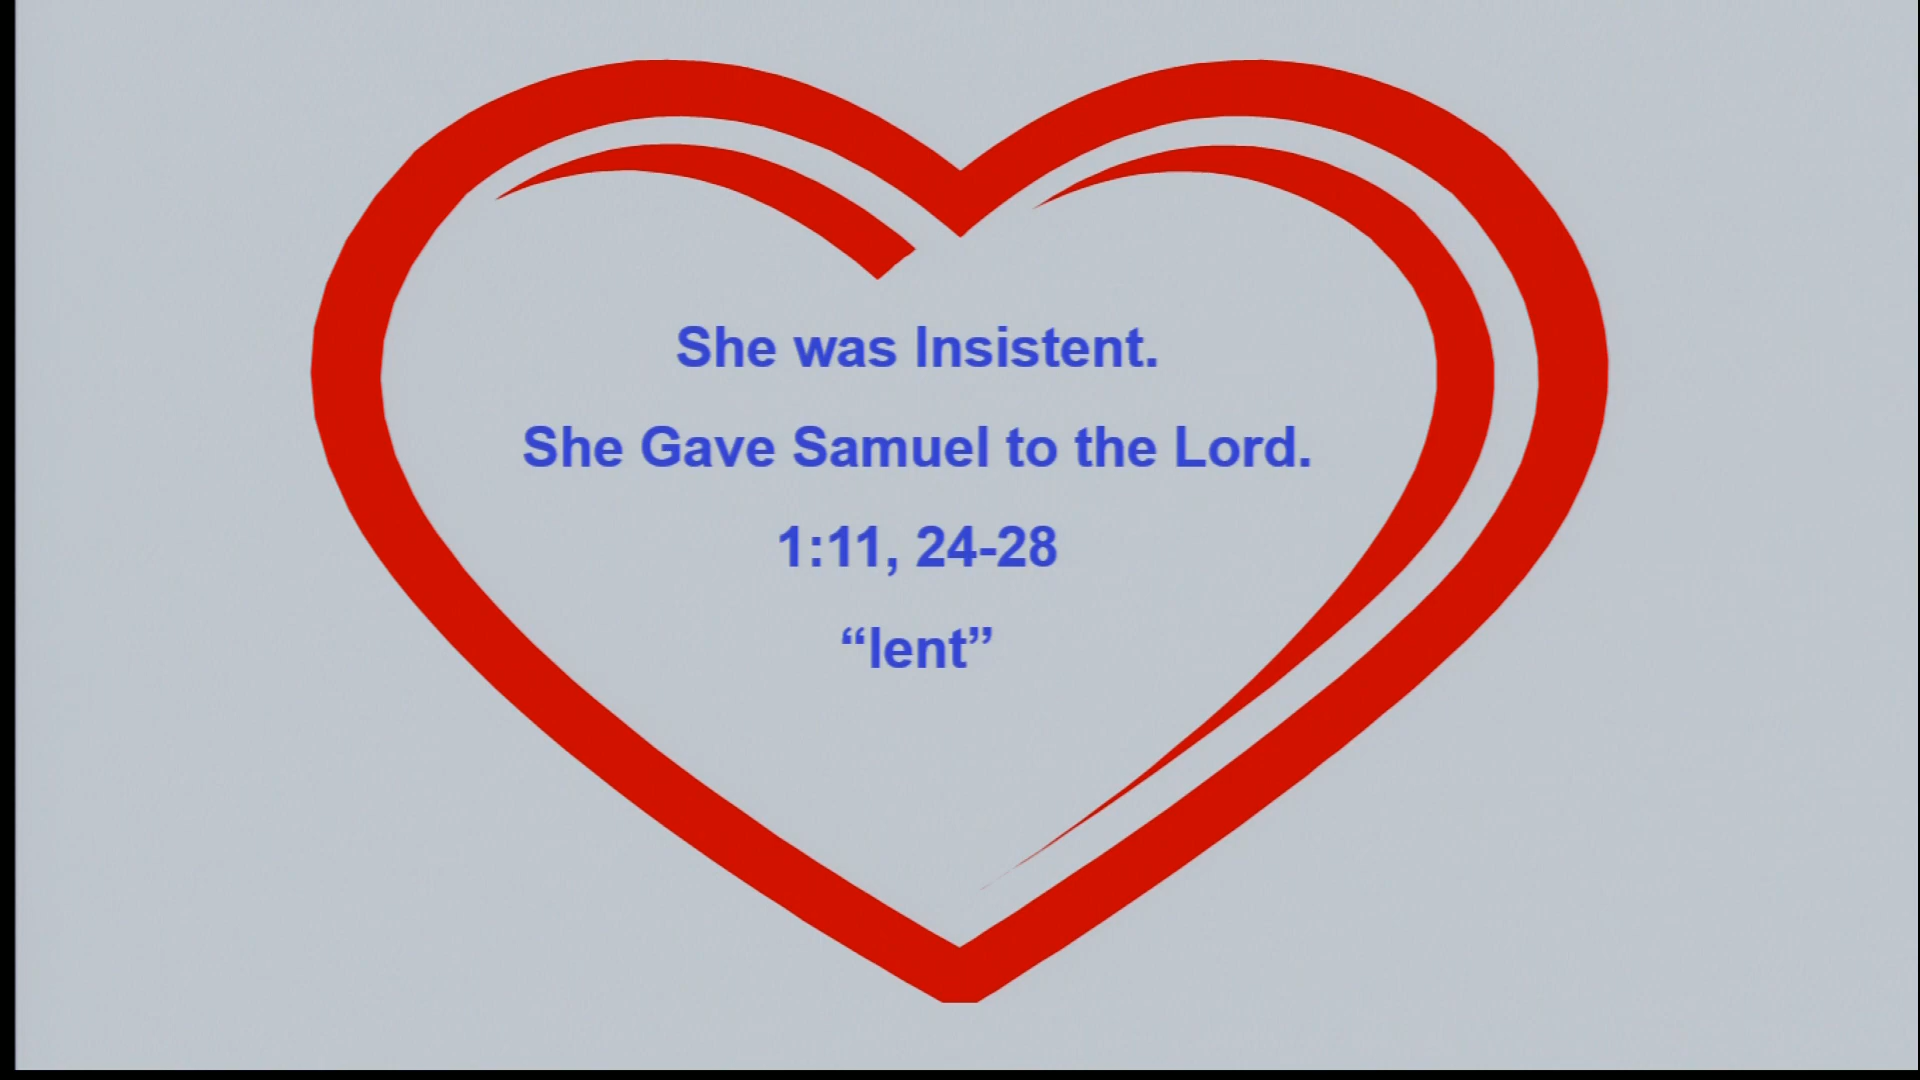 She was Insistent.
She Gave Samuel to the Lord.
1:11, 24-28
“lent”